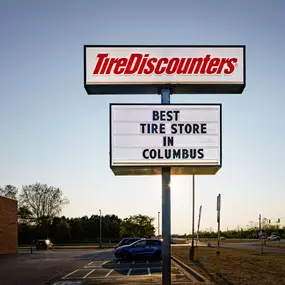 TireDiscounters
BEST
TIRE STORE
IN
COLUMBUS